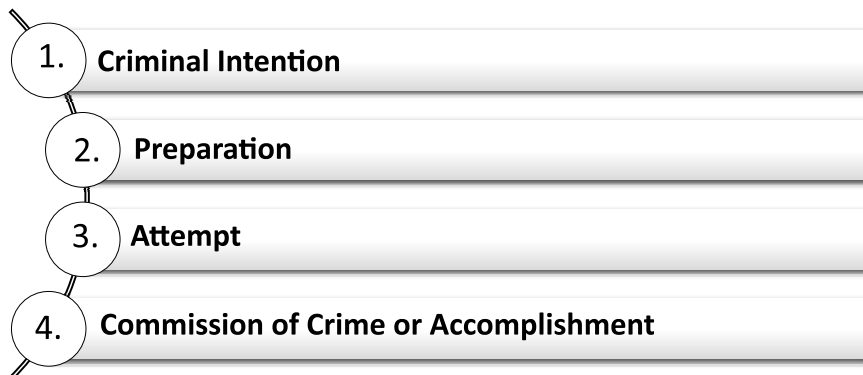 1. Criminal Intention
2. Preparation
3. Attempt
4. Commission of Crime or Accomplishment